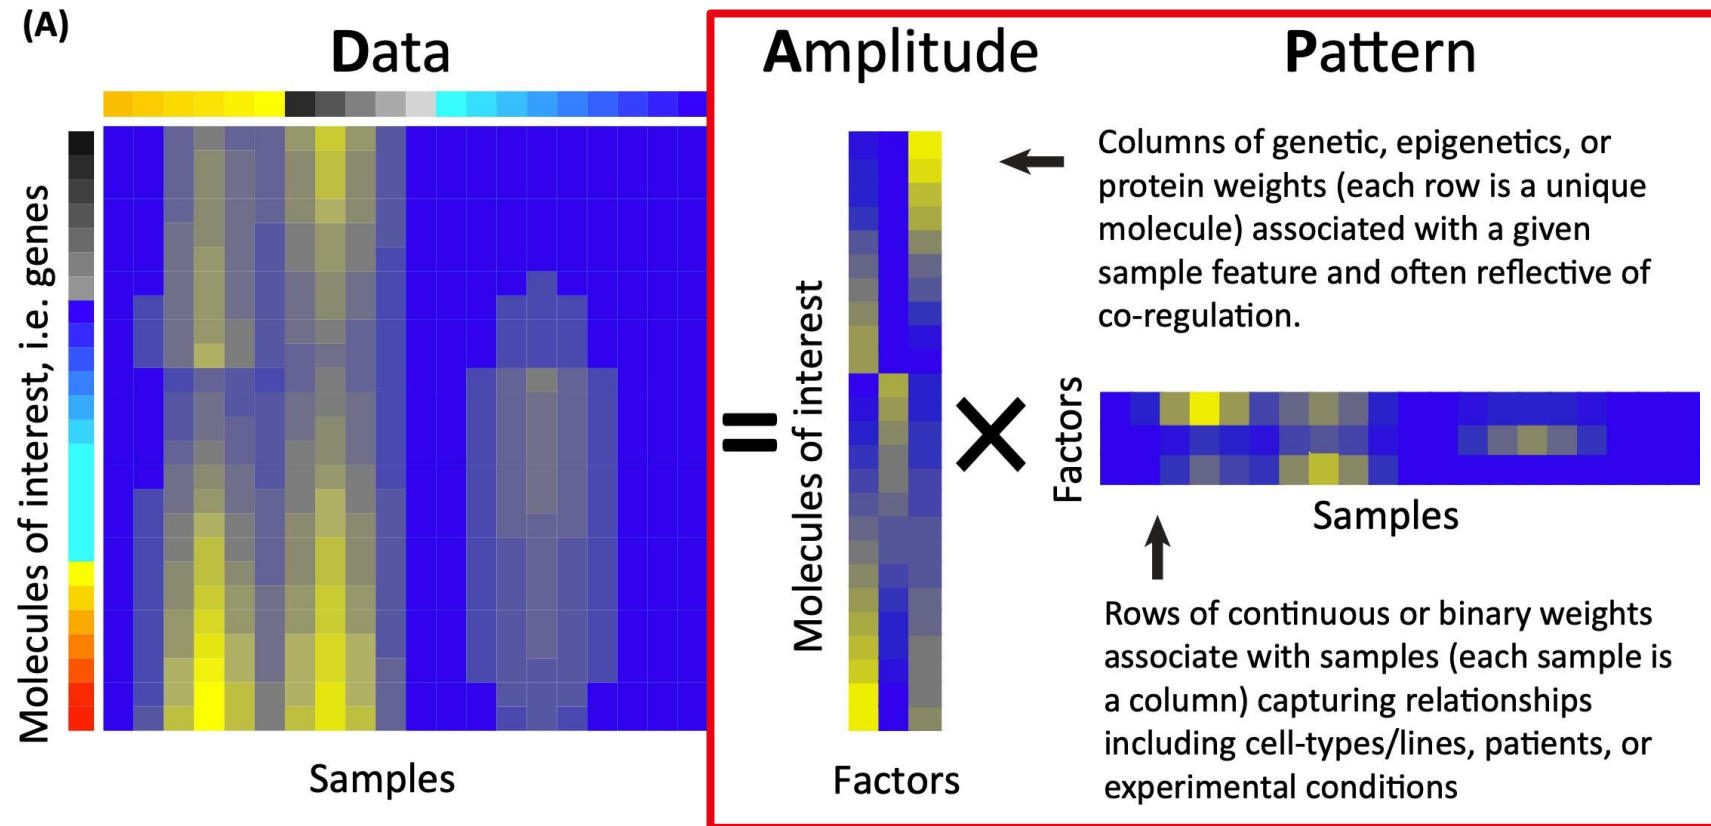 (A)
Data
Amplitude
Pattern
Molecules of interest, i.e. genes
Samples
=
Molecules of interest
Factors
×
Columns of genetic, epigenetics, or
protein weights (each row is a unique
molecule) associated with a given
sample feature and often reflective of
co-regulation.
Factors
Samples
Rows of continuous or binary weights
associate with samples (each sample is
a column) capturing relationships
including cell-types/lines, patients, or
experimental conditions